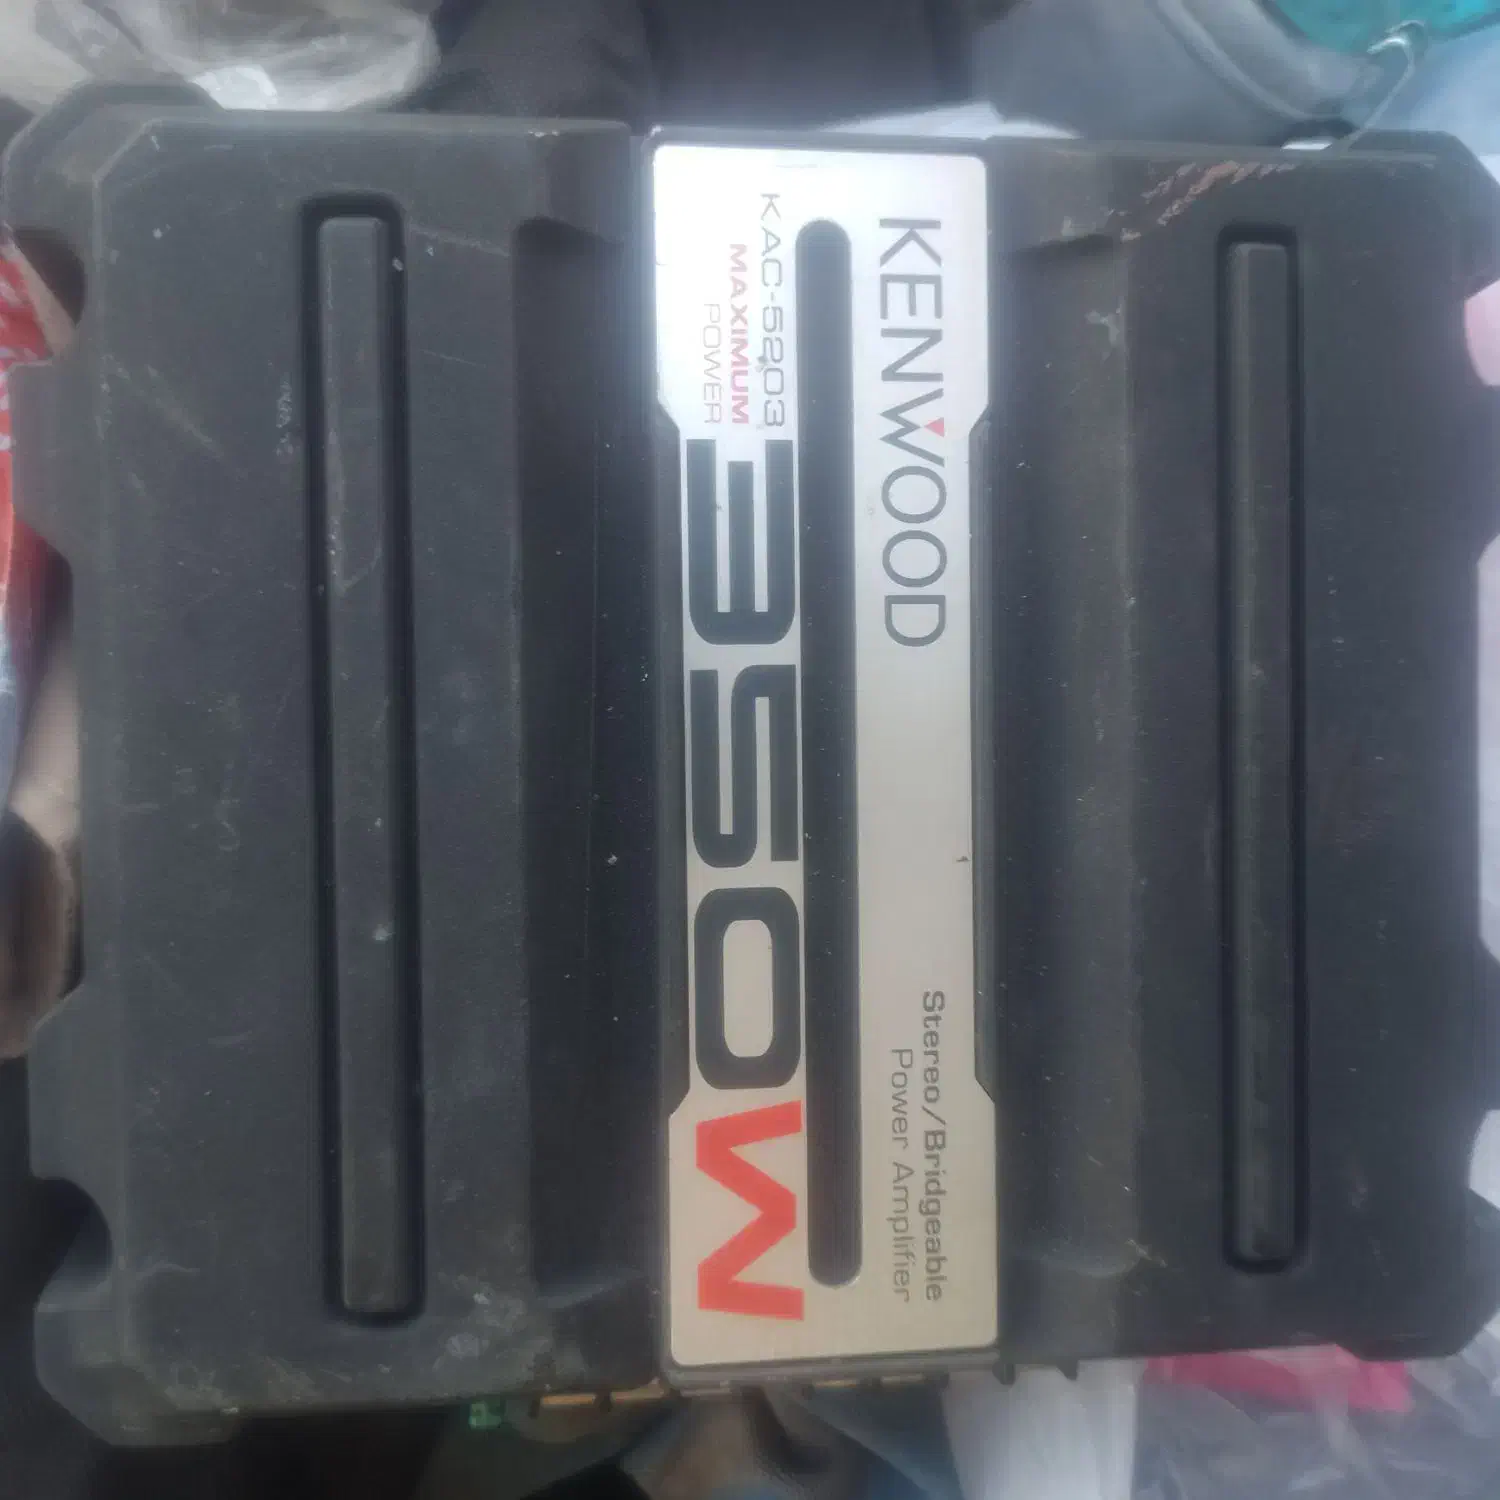 KENWOOD
Stereo/Bridgeable
Power Amplifier
KAC-5203
MAXIMUM
POWER
350W